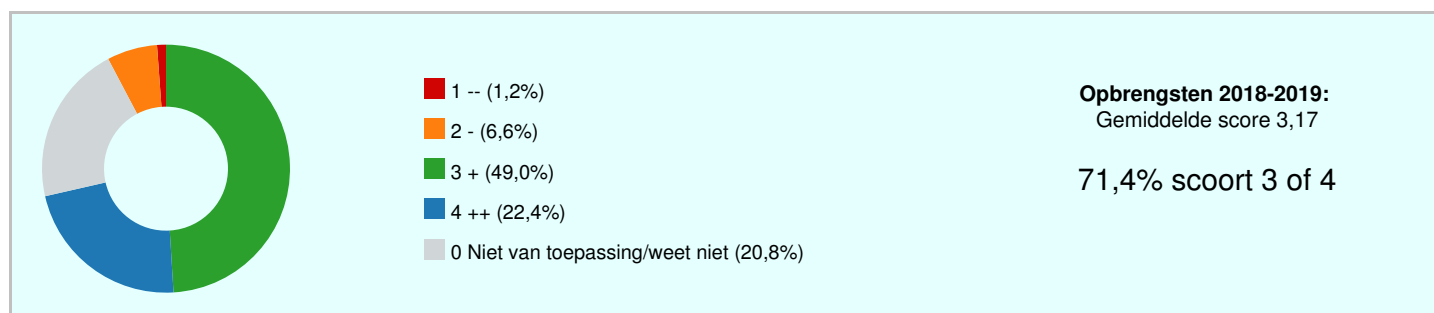 1 -- (1,2%)
2 - (6,6%)
3 + (49,0%)
4 ++ (22,4%)
0 Niet van toepassing/weet niet (20,8%)
Opbrengsten 2018-2019:
Gemiddelde score 3,17
71,4% scoort 3 of 4